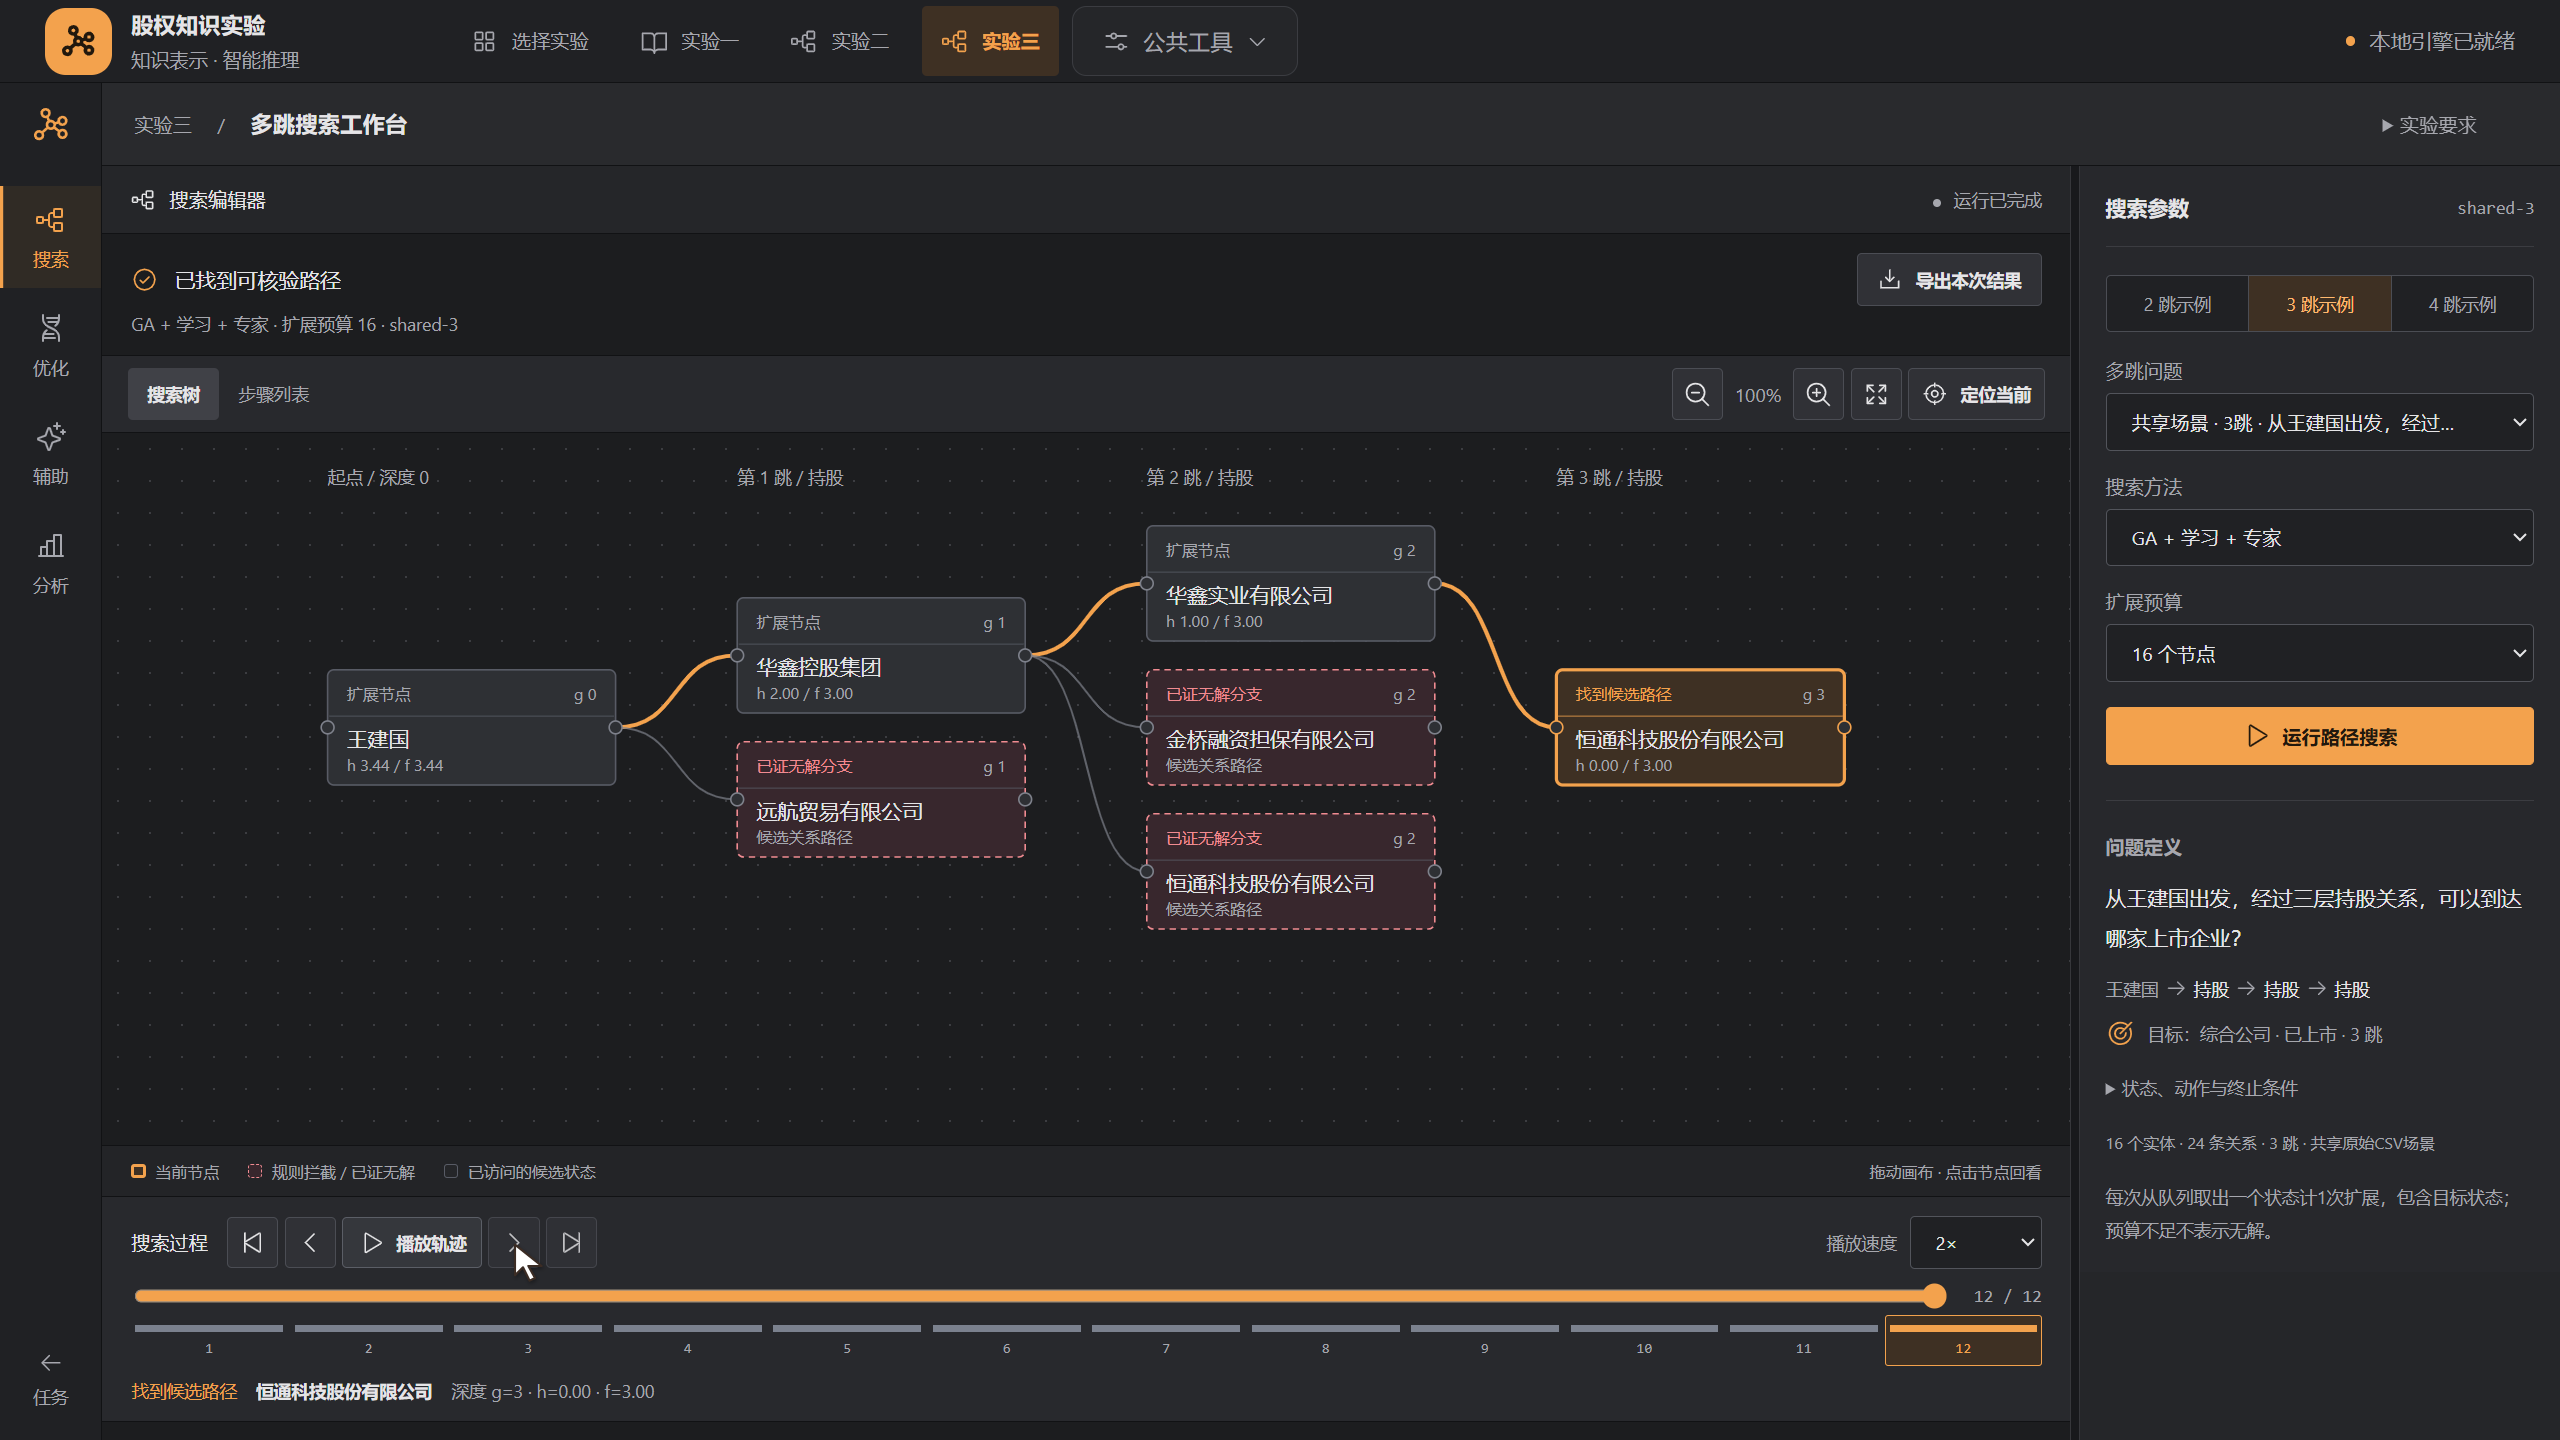 股权知识实验
知识表示 · 智能推理
选择实验
实验一
实验二
实验三
公共工具
本地引擎已就绪
实验三 / 多跳搜索工作台
实验要求
搜索
优化
辅助
分析
任务
搜索编辑器
运行已完成
已找到可核验路径
GA + 学习 + 专家 · 扩展预算 16 · shared-3
导出本次结果
搜索树
步骤列表
100%
定位当前
起点 / 深度 0
第 1 跳 / 持股
第 2 跳 / 持股
第 3 跳 / 持股
扩展节点 g 0
王建国
h 3.44 / f 3.44
扩展节点 g 1
华鑫控股集团
h 2.00 / f 3.00
已证无解分支 g 1
远航贸易有限公司
候选关系路径
扩展节点 g 2
华鑫实业有限公司
h 1.00 / f 3.00
已证无解分支 g 2
金桥融资担保有限公司
候选关系路径
已证无解分支 g 2
恒通科技股份有限公司
候选关系路径
找到候选路径 g 3
恒通科技股份有限公司
h 0.00 / f 3.00
当前节点
规则拦截 / 已证无解
已访问的候选状态
拖动画布 · 点击节点回看
搜索过程
播放轨迹
播放速度
2×
12 / 12
1 2 3 4 5 6 7 8 9 10 11 12
找到候选路径 恒通科技股份有限公司 深度 g=3 · h=0.00 · f=3.00
搜索参数
shared-3
2 跳示例
3 跳示例
4 跳示例
多跳问题
共享场景 · 3跳 · 从王建国出发，经过...
搜索方法
GA + 学习 + 专家
扩展预算
16 个节点
运行路径搜索
问题定义
从王建国出发，经过三层持股关系，可以到达
哪家上市企业？
王建国 → 持股 → 持股 → 持股
目标：综合公司 · 已上市 · 3 跳
状态、动作与终止条件
16 个实体 · 24 条关系 · 3 跳 · 共享原始CSV场景
每次从队列取出一个状态计1次扩展，包含目标状态；
预算不足不表示无解。